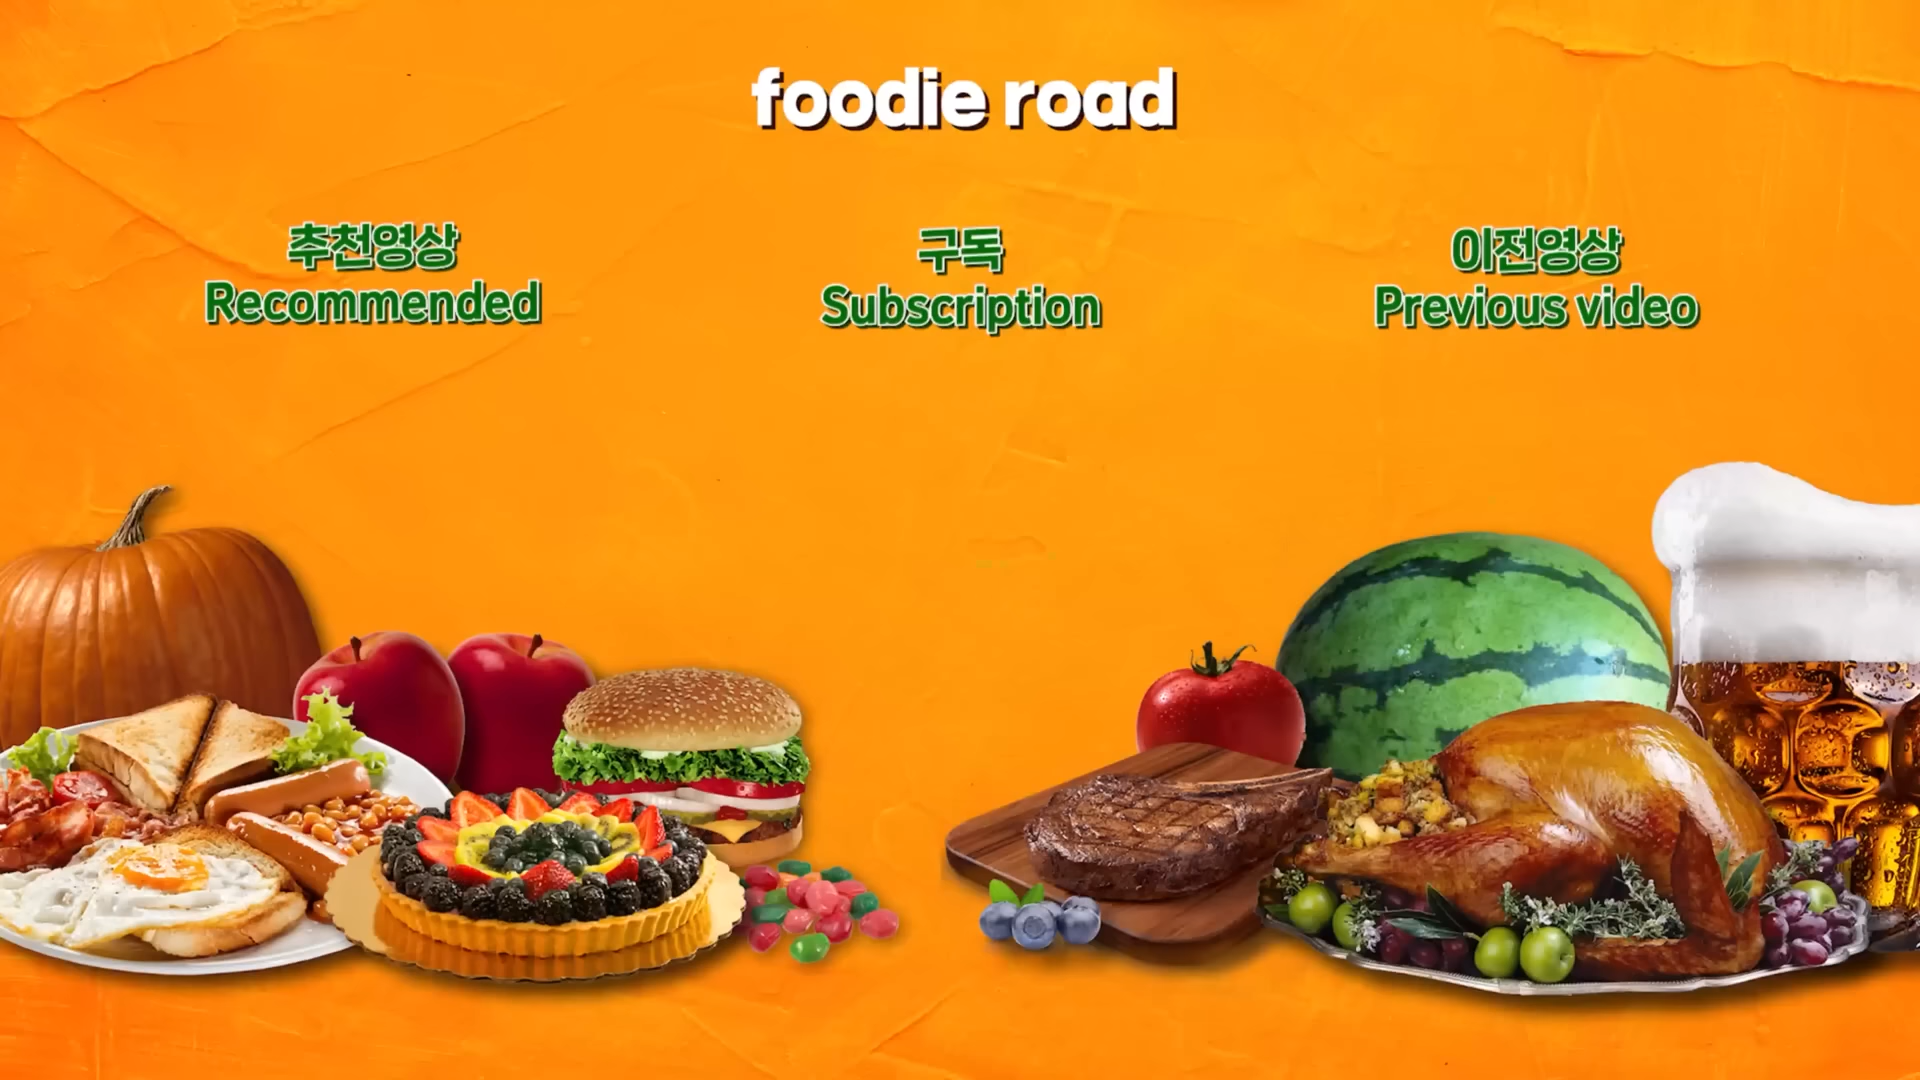 foodie road
추천영상
Recommended
구독
Subscription
이전영상
Previous video